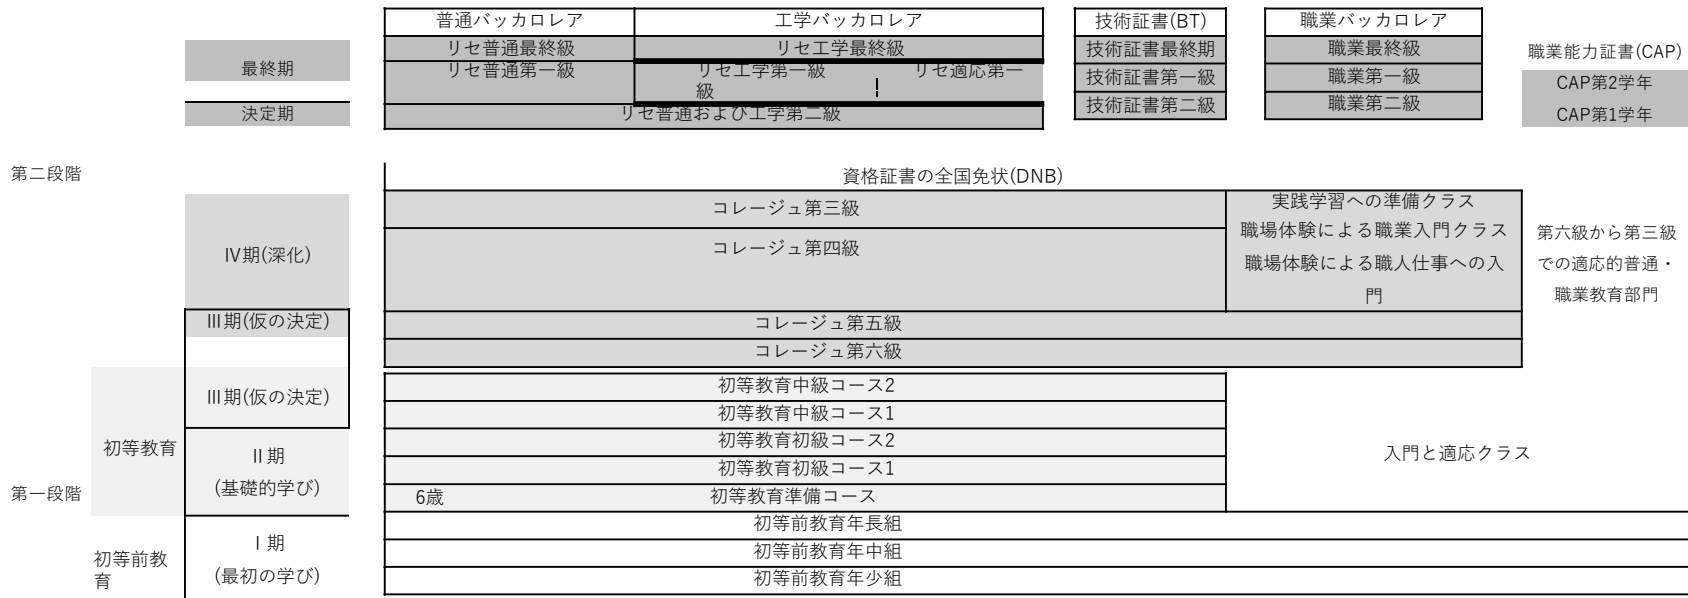 普通バッカロレア 工学バッカロレア 技術証書(BT) 職業バッカロレア
リセ普通最終級 リセ工学最終級 技術証書最終期 職業最終級 職業能力証書(CAP)
最終期 リセ普通第一級 リセ工学第一級 リセ適応第一級 技術証書第一級 職業第一級 CAP第2学年
決定期 リセ普通および工学第二級 技術証書第二級 職業第二級 CAP第1学年
第二段階 資格証書の全国免状(DNB)
コレージュ第三級 実践学習への準備クラス
コレージュ第四級 職場体験による職業入門クラス
職場体験による職人仕事への入
門
第六級から第三級
での適応的普通・
職業教育部門
Ⅳ期(深化)
Ⅲ期(仮の決定) コレージュ第五級
コレージュ第六級
Ⅲ期(仮の決定) 初等教育中級コース2
初等教育中級コース1
初等教育 初等教育初級コース2
Ⅱ期 初等教育初級コース1 入門と適応クラス
第一段階 (基礎的学び) 6歳 初等教育準備コース
初等前教育年長組
Ⅰ期 初等前教育年中組
(最初の学び) 初等前教育年少組
初等前教
育